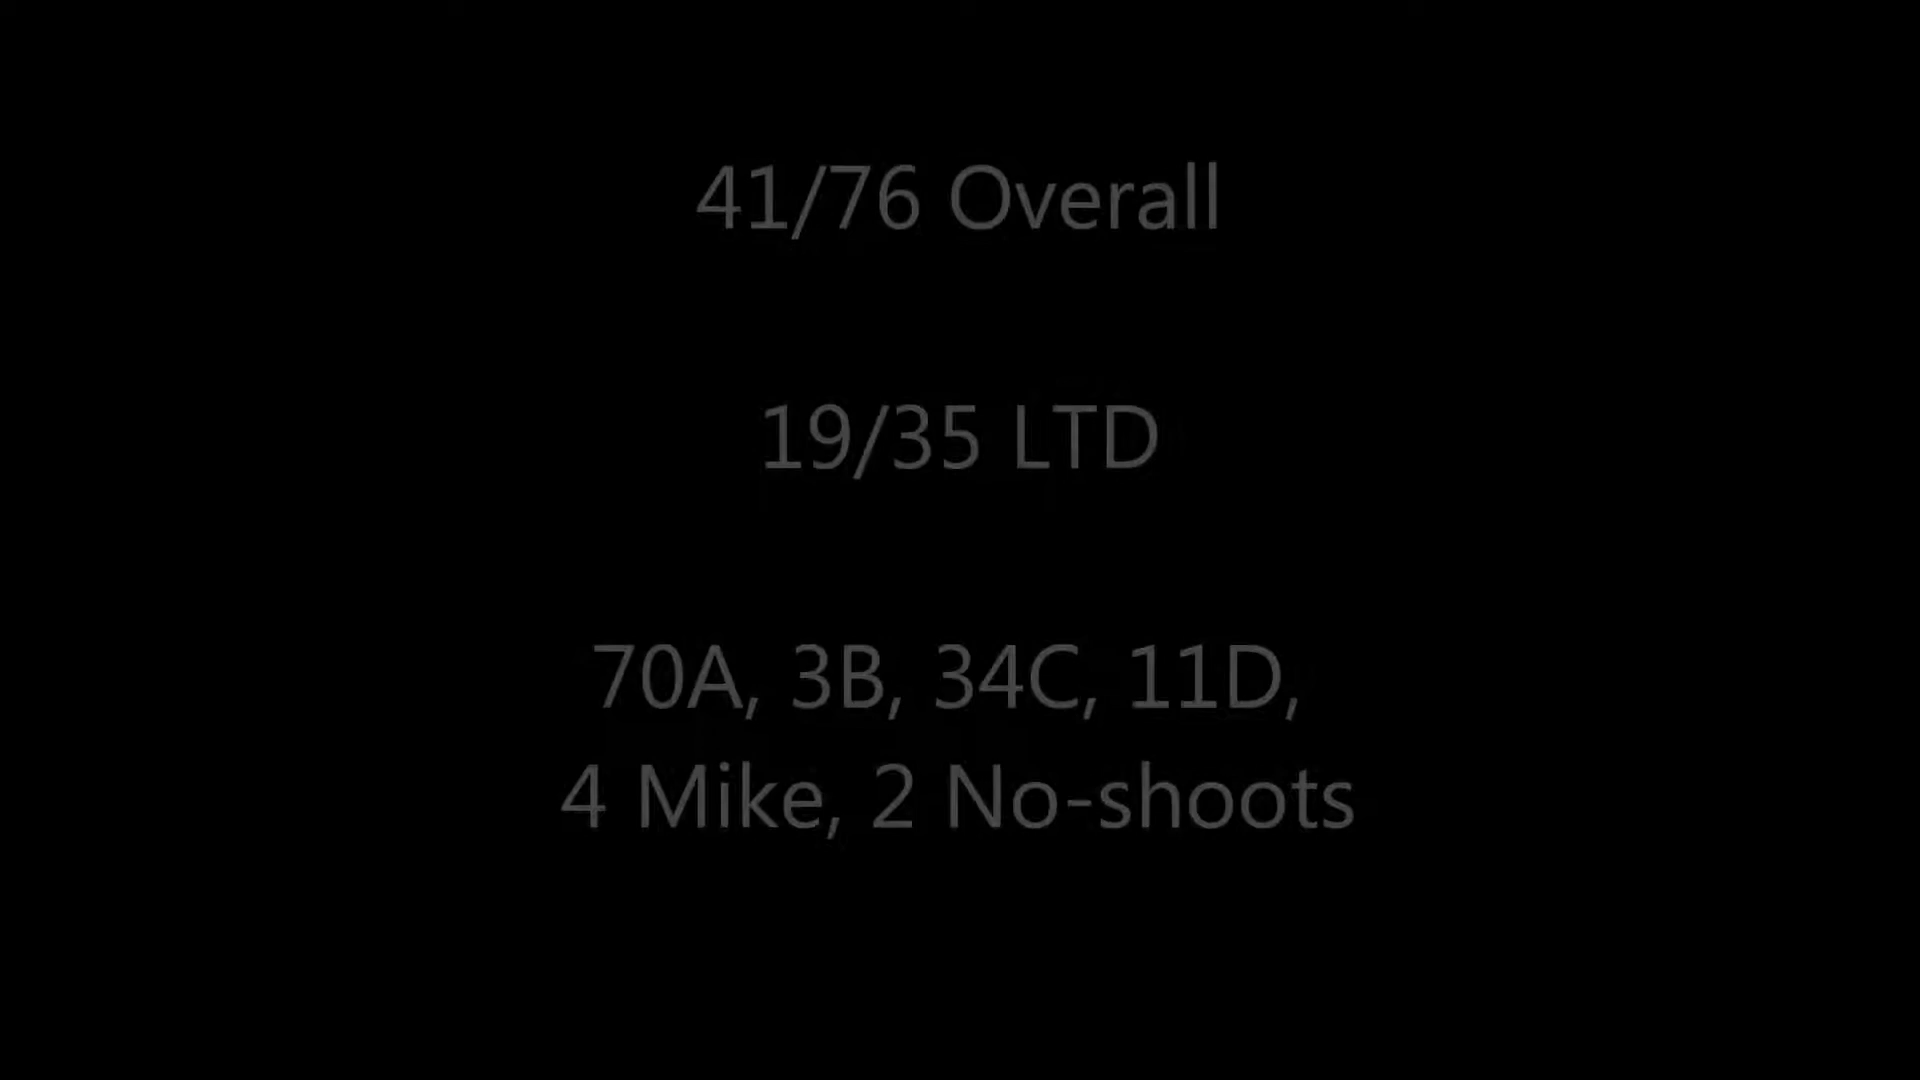 41/76 Overall
19/35 LTD
70A, 3B, 34C, 11D,
4 Mike, 2 No-shoots